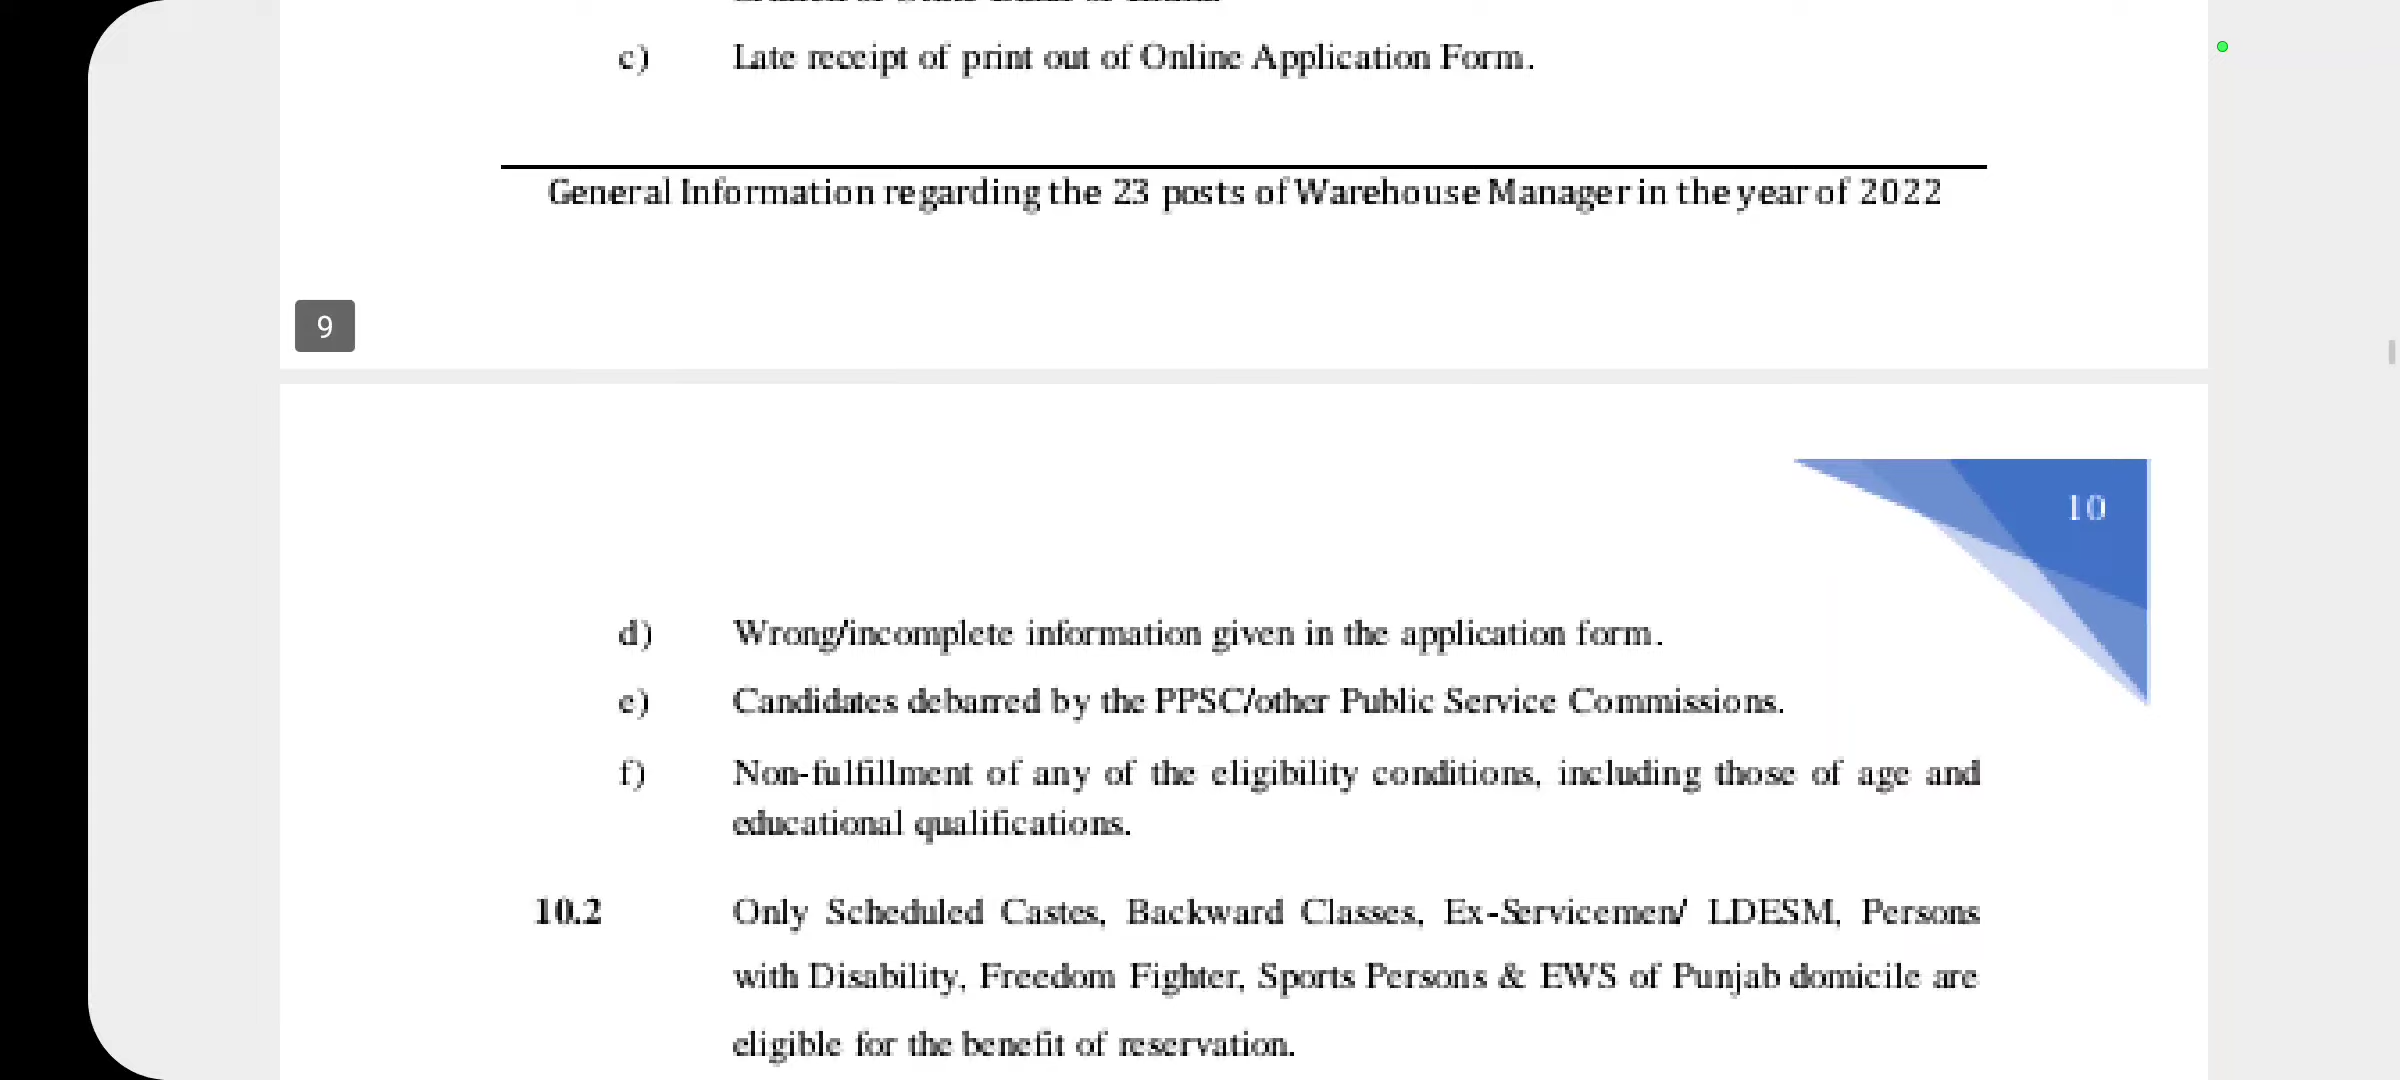 c) Late receipt of print out of Online Application Form.
General Information regarding the 23 posts of Warehouse Manager in the year of 2022
9
10
d) Wrong/incomplete information given in the application form.
e) Candidates debarred by the PPSC/other Public Service Commissions.
f) Non-fulfillment of any of the eligibility conditions, including those of age and
educational qualifications.
10.2 Only Scheduled Castes, Backward Classes, Ex-Servicemen/ LDESM, Persons
with Disability, Freedom Fighter, Sports Persons & EWS of Punjab domicile are
eligible for the benefit of reservation.